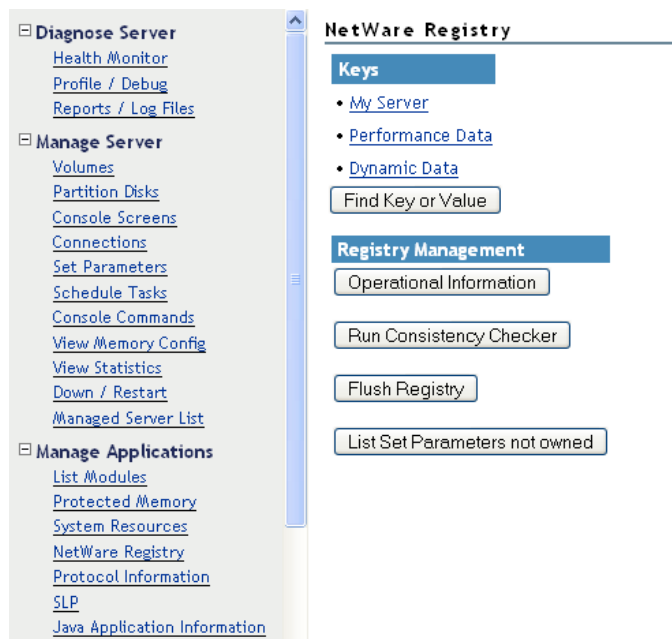 Diagnose Server
Health Monitor
Profile / Debug
Reports / Log Files
Manage Server
Volumes
Partition Disks
Console Screens
Connections
Set Parameters
Schedule Tasks
Console Commands
View Memory Config
View Statistics
Down / Restart
Managed Server List
Manage Applications
List Modules
Protected Memory
System Resources
NetWare Registry
Protocol Information
SLP
Java Application Information
NetWare Registry
Keys
• My Server
• Performance Data
• Dynamic Data
Find Key or Value
Registry Management
Operational Information
Run Consistency Checker
Flush Registry
List Set Parameters not owned